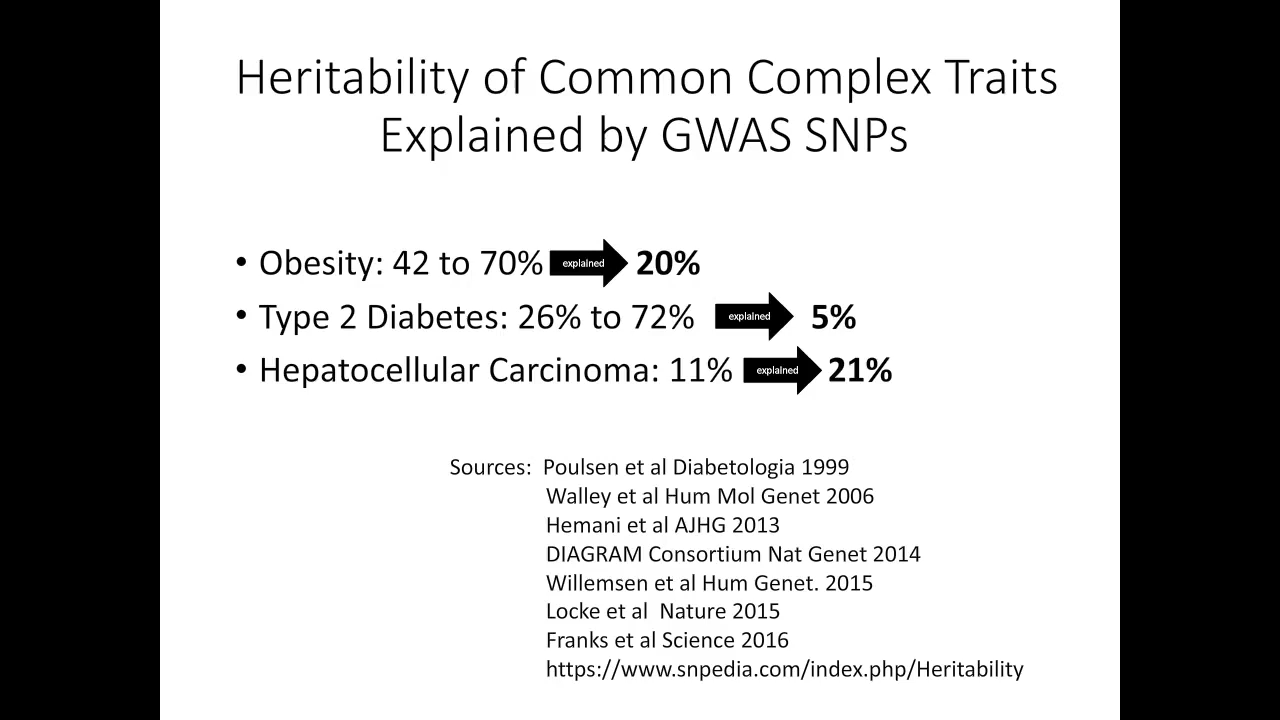 Heritability of Common Complex Traits
Explained by GWAS SNPs
• Obesity: 42 to 70% explained 20%
• Type 2 Diabetes: 26% to 72% explained 5%
• Hepatocellular Carcinoma: 11% explained 21%
Sources: Poulsen et al Diabetologia 1999
Walley et al Hum Mol Genet 2006
Hemani et al AJHG 2013
DIAGRAM Consortium Nat Genet 2014
Willemsen et al Hum Genet. 2015
Locke et al Nature 2015
Franks et al Science 2016
https://www.snpedia.com/index.php/Heritability